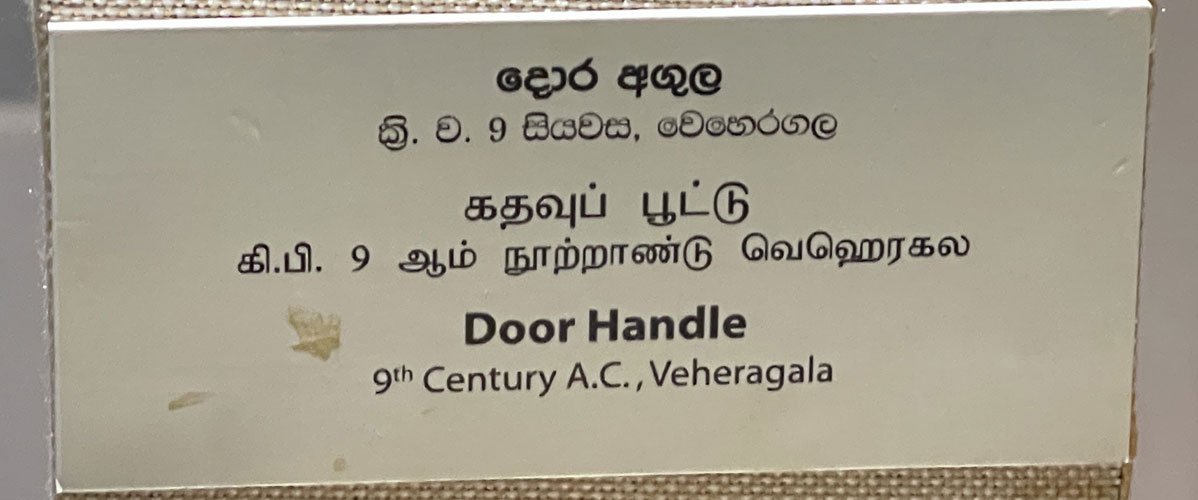 දොර අගුල
ක්‍රි. ව. 9 සියවස, වෙහෙරගල
கதவுப் பூட்டு
கி.பி. 9 ஆம் நூற்றாண்டு வெஹெரகல
Door Handle
9th Century A.C., Veheragala